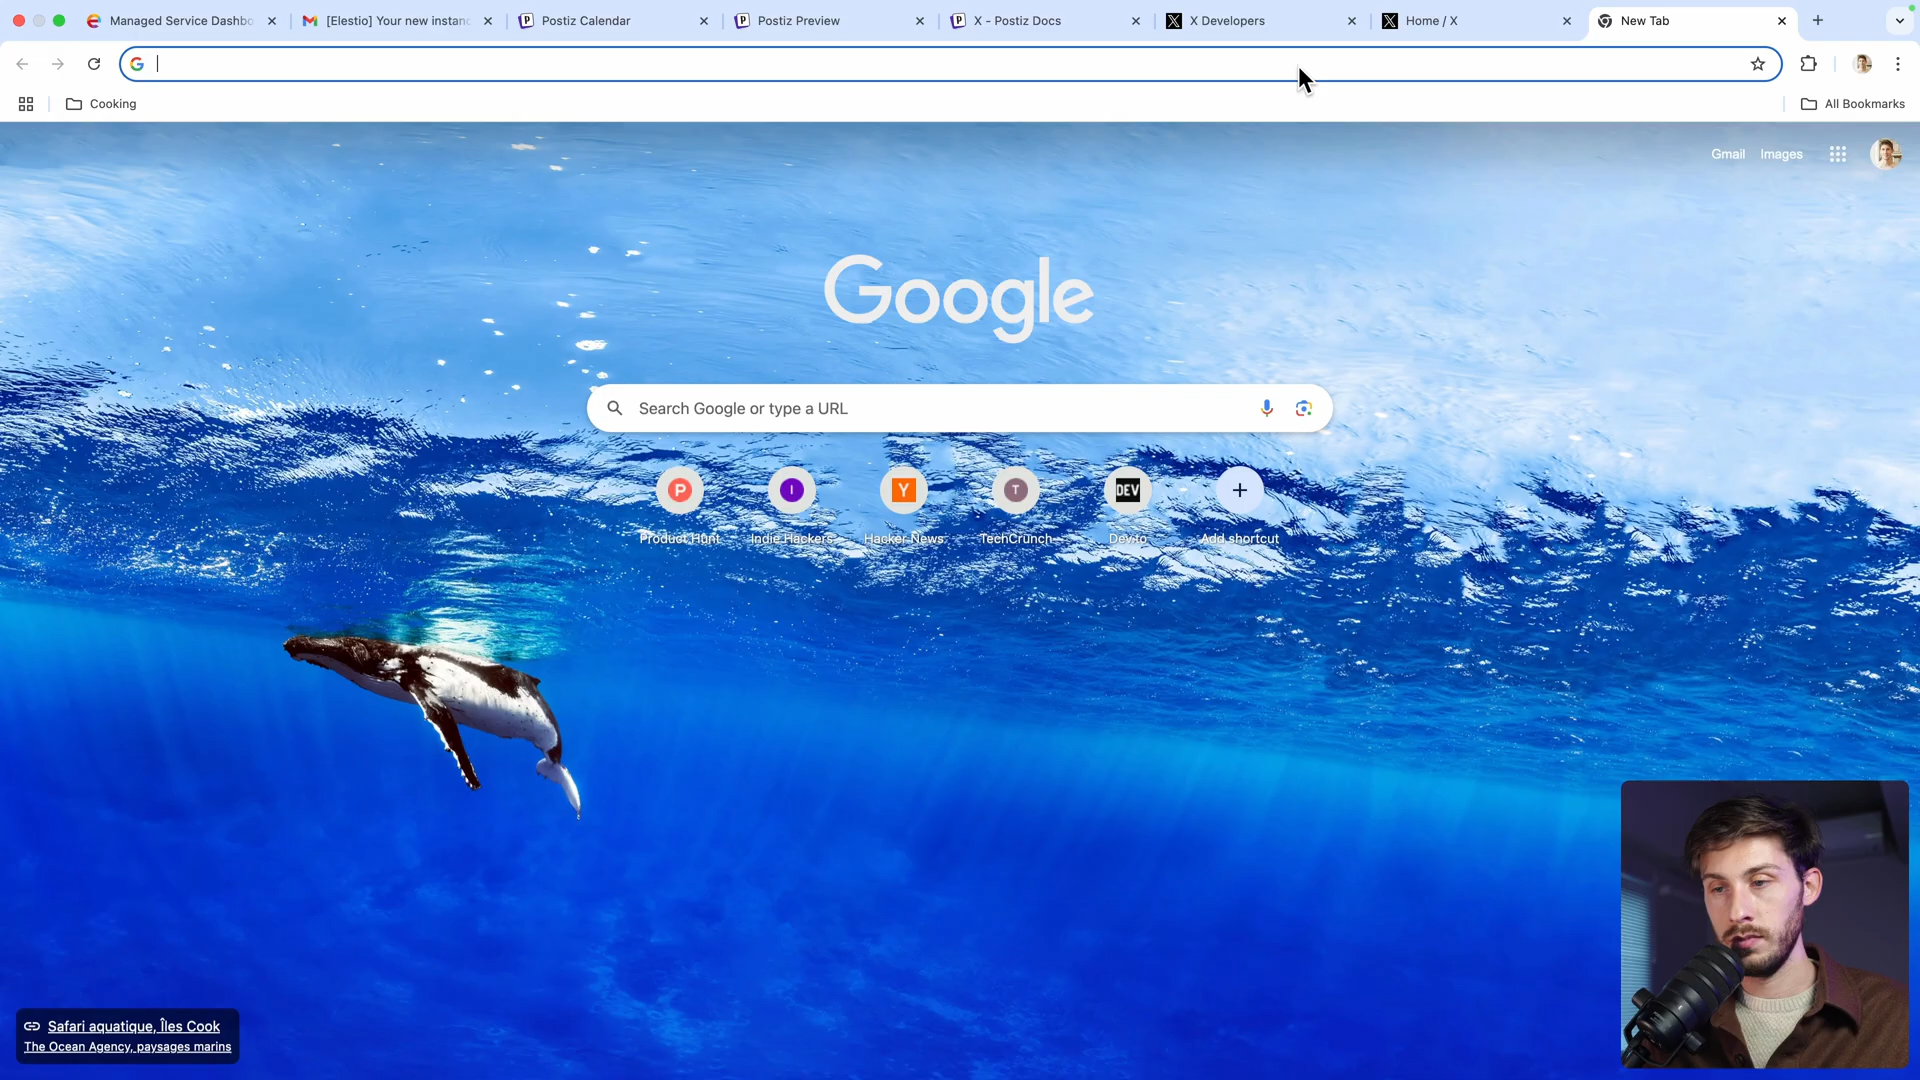 Managed Service Dashbo
[Elestio] Your new instanc
Postiz Calendar
Postiz Preview
X - Postiz Docs
X Developers
Home / X
New Tab
Cooking
All Bookmarks
Gmail
Images
Google
Search Google or type a URL
Product Hunt
Indie Hackers
Hacker News
TechCrunch
Dev.to
Add shortcut
P
I
Y
T
DEV
Safari aquatique, Îles Cook
The Ocean Agency, paysages marins